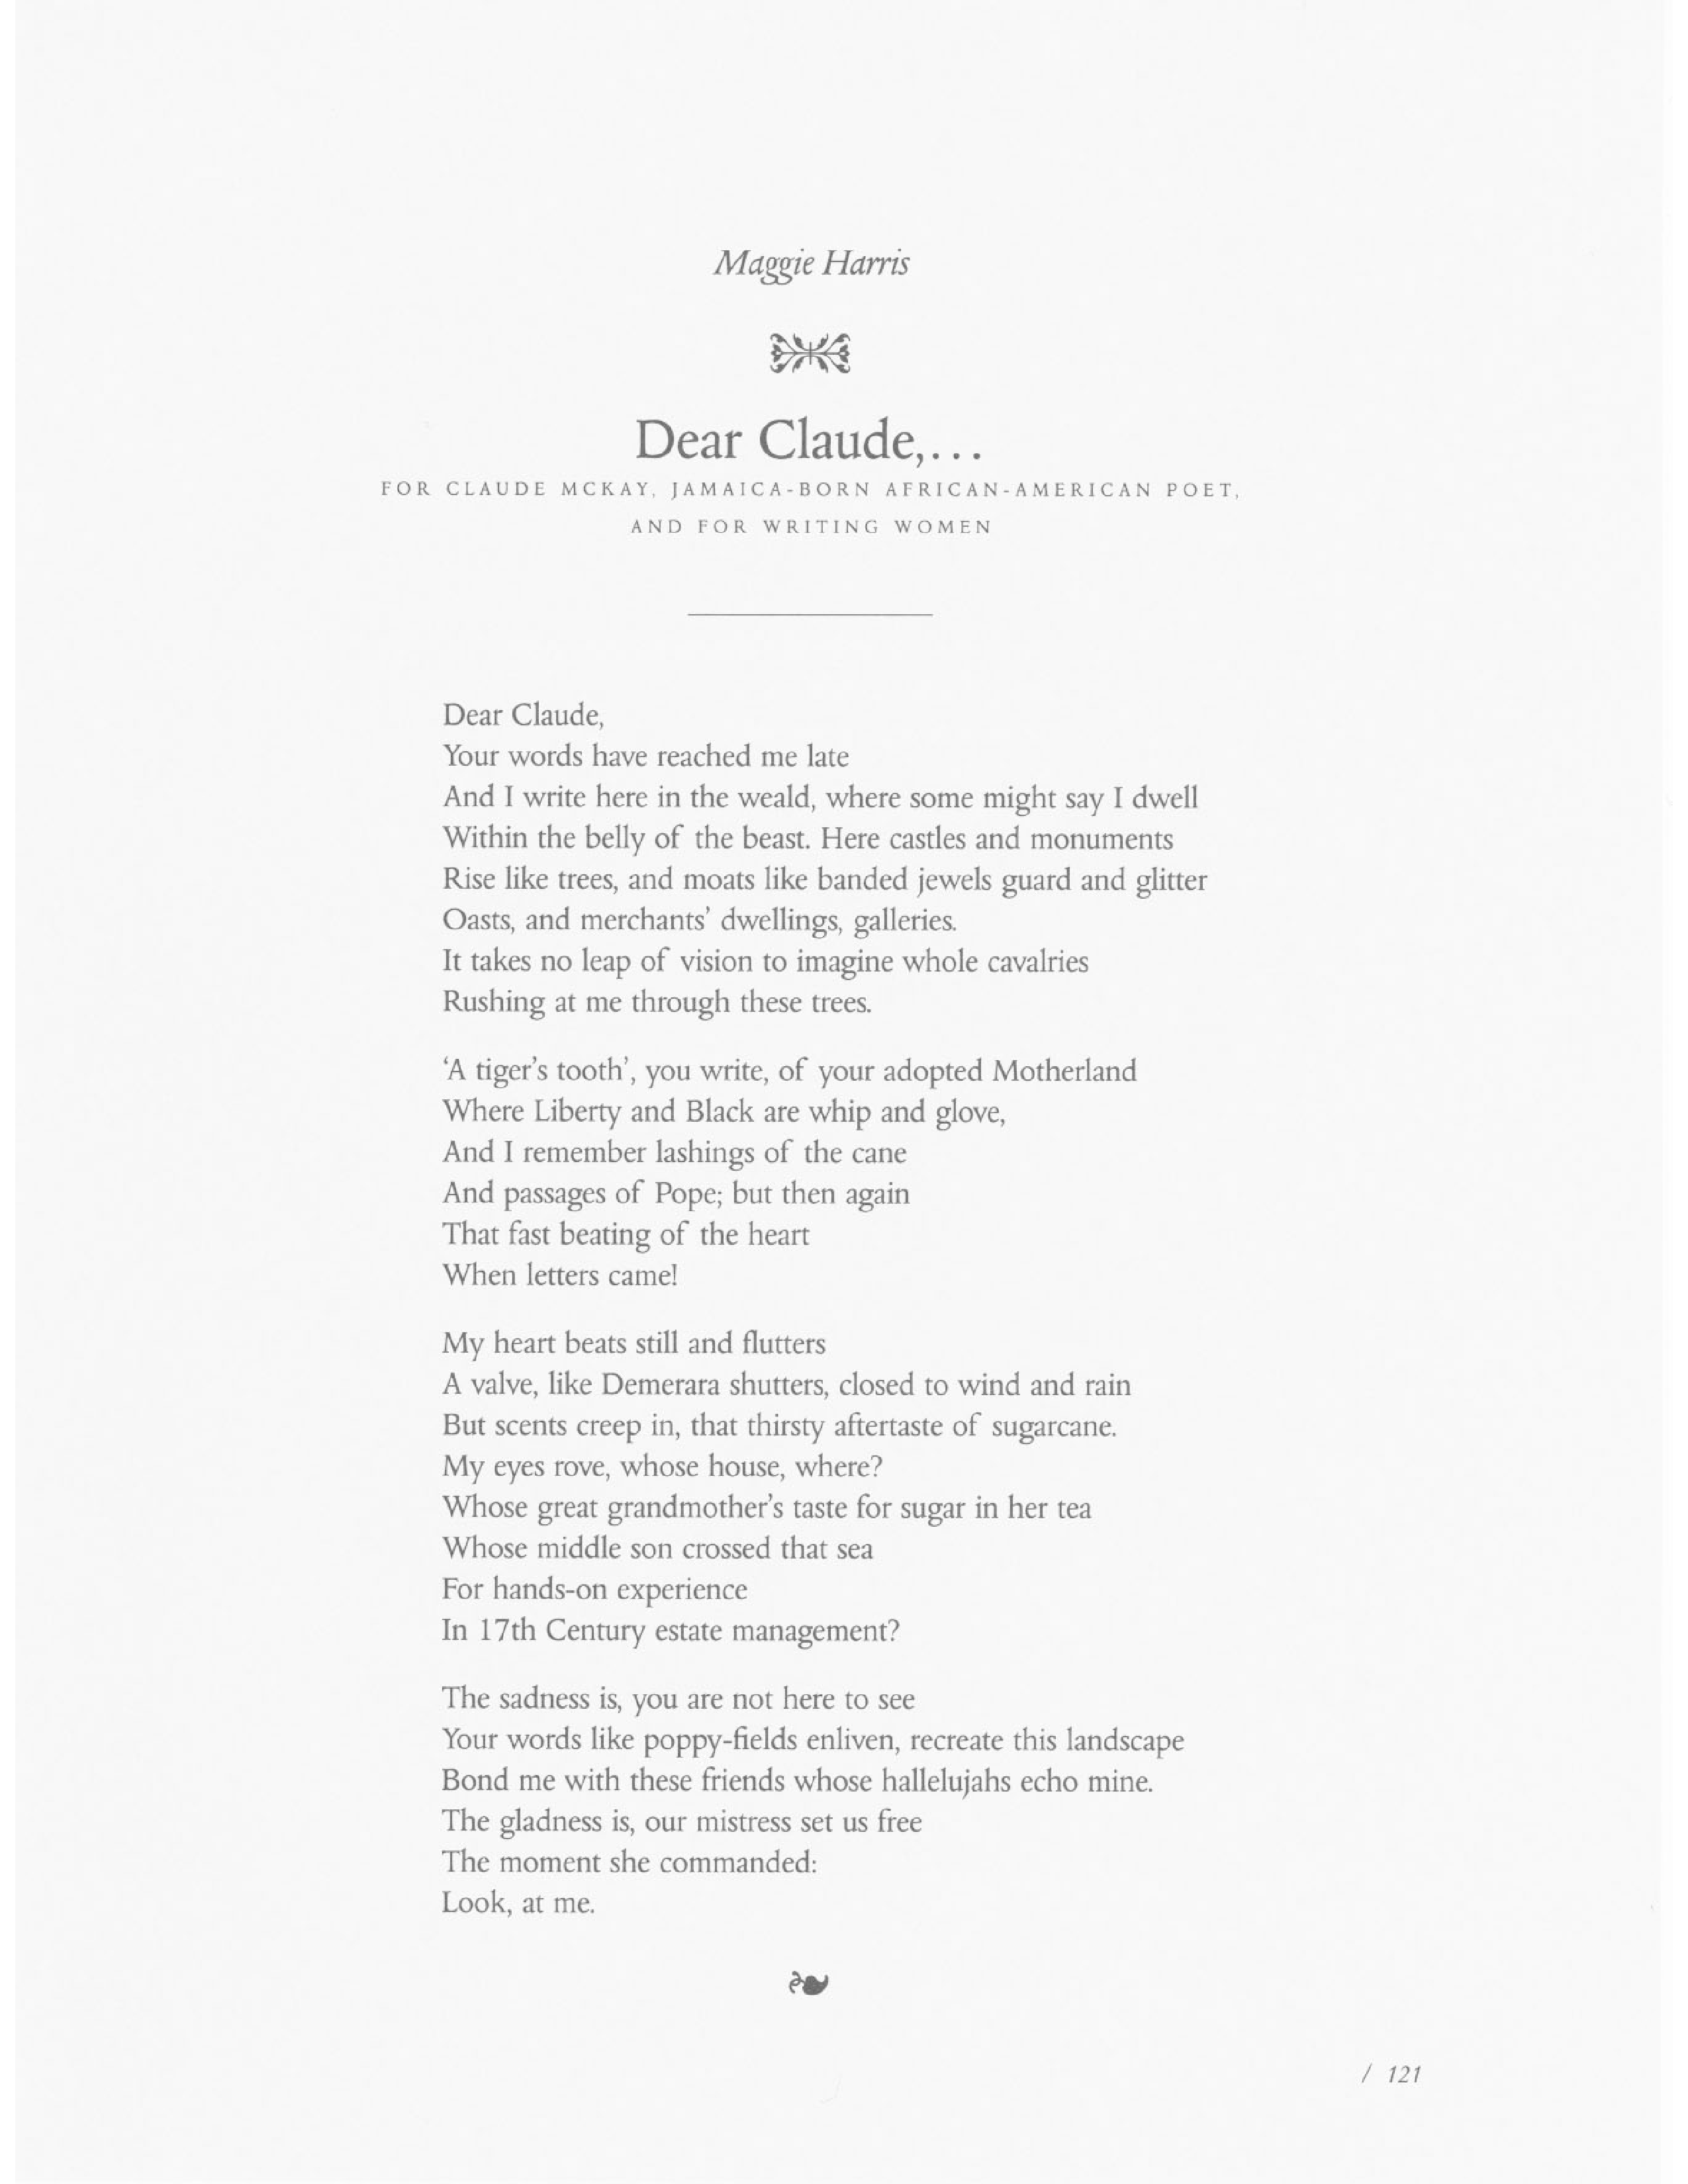 Maggie Harris
Dear Claude,...
FOR CLAUDE MCKAY, JAMAICA-BORN AFRICAN-AMERICAN POET,
AND FOR WRITING WOMEN
Dear Claude,
Your words have reached me late
And I write here in the weald, where some might say I dwell
Within the belly of the beast. Here castles and monuments
Rise like trees, and moats like banded jewels guard and glitter
Oasts, and merchants' dwellings, galleries.
It takes no leap of vision to imagine whole cavalries
Rushing at me through these trees.
‘A tiger's tooth’, you write, of your adopted Motherland
Where Liberty and Black are whip and glove,
And I remember lashings of the cane
And passages of Pope; but then again
That fast beating of the heart
When letters came!
My heart beats still and flutters
A valve, like Demerara shutters, closed to wind and rain
But scents creep in, that thirsty aftertaste of sugarcane.
My eyes rove, whose house, where?
Whose great grandmother's taste for sugar in her tea
Whose middle son crossed that sea
For hands-on experience
In 17th Century estate management?
The sadness is, you are not here to see
Your words like poppy-fields enliven, recreate this landscape
Bond me with these friends whose hallelujahs echo mine.
The gladness is, our mistress set us free
The moment she commanded:
Look, at me.
/ 121